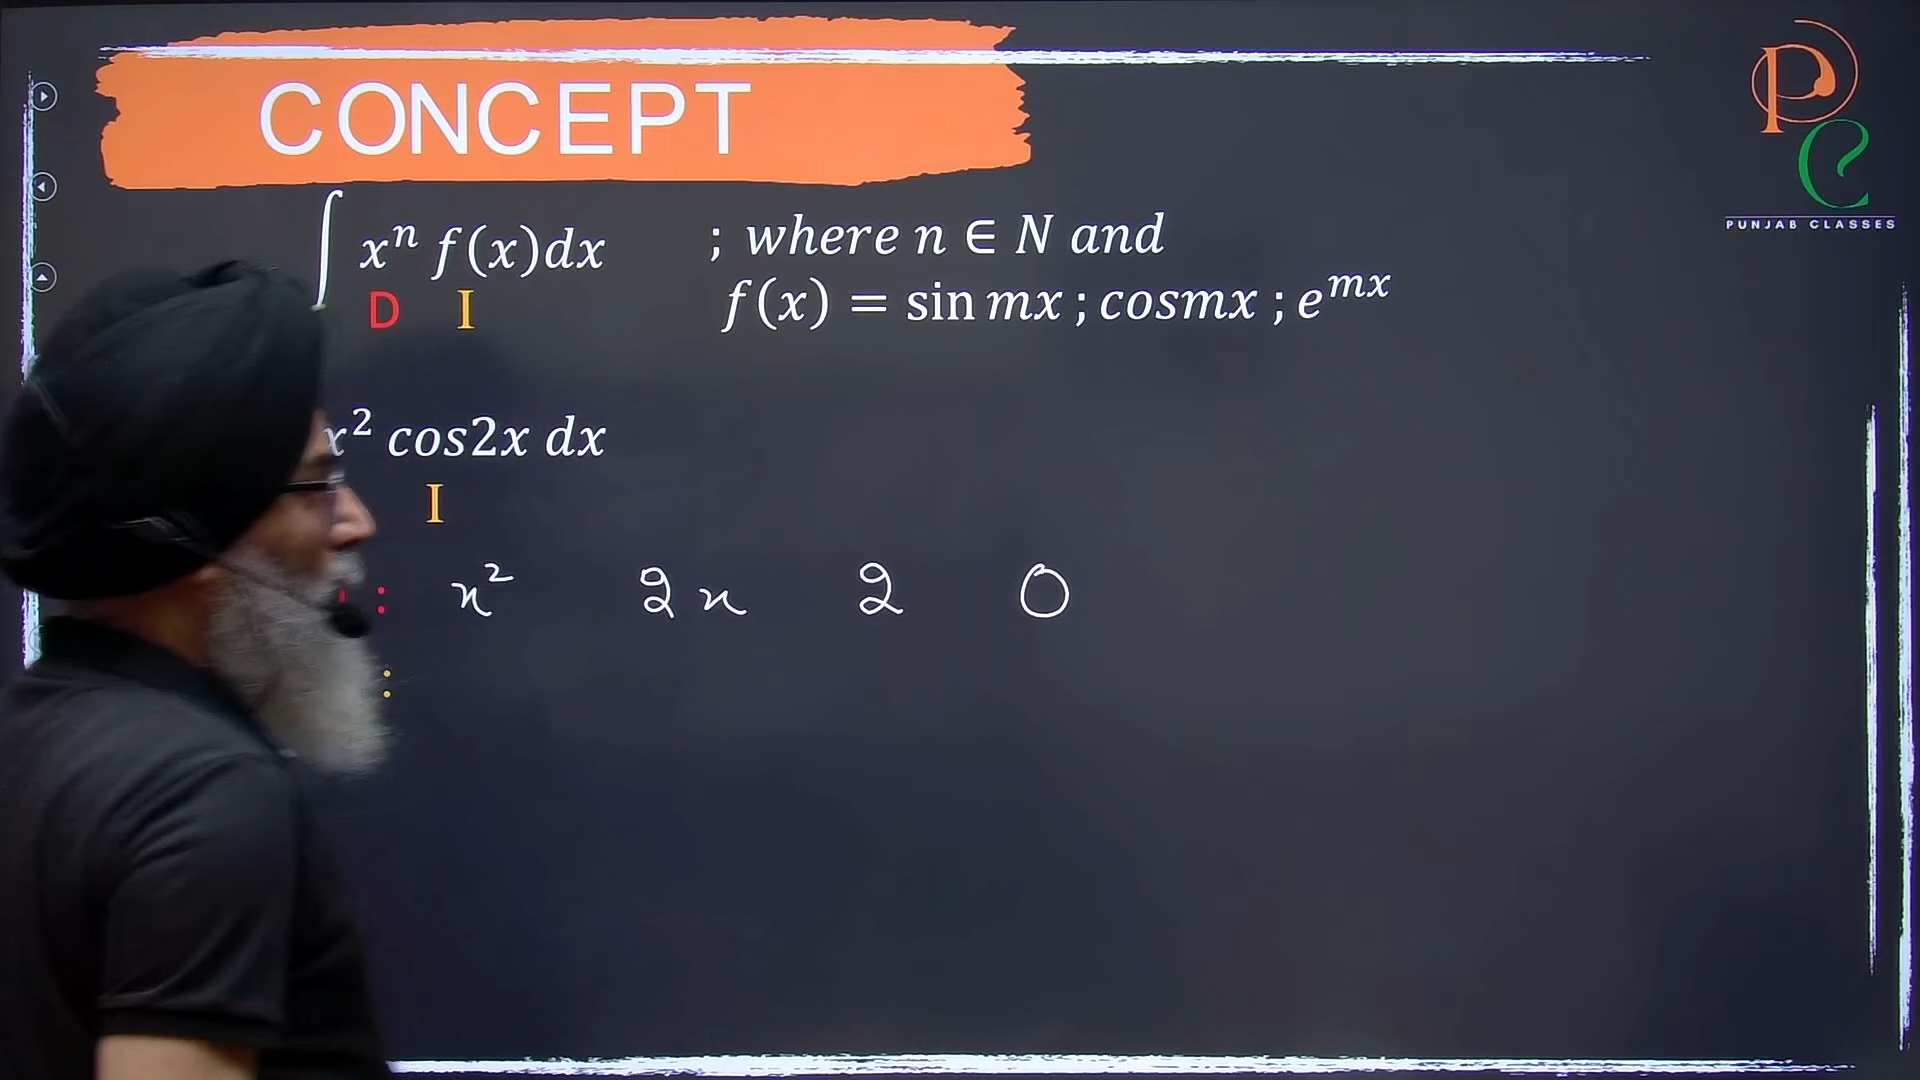 CONCEPT
PUNJAB CLASSES
∫ xⁿ f(x)dx ; where n ∈ N and
D I f(x) = sin mx ; cosmx ; eᵐˣ
x² cos2x dx
I
: x² 2x 2 0
: